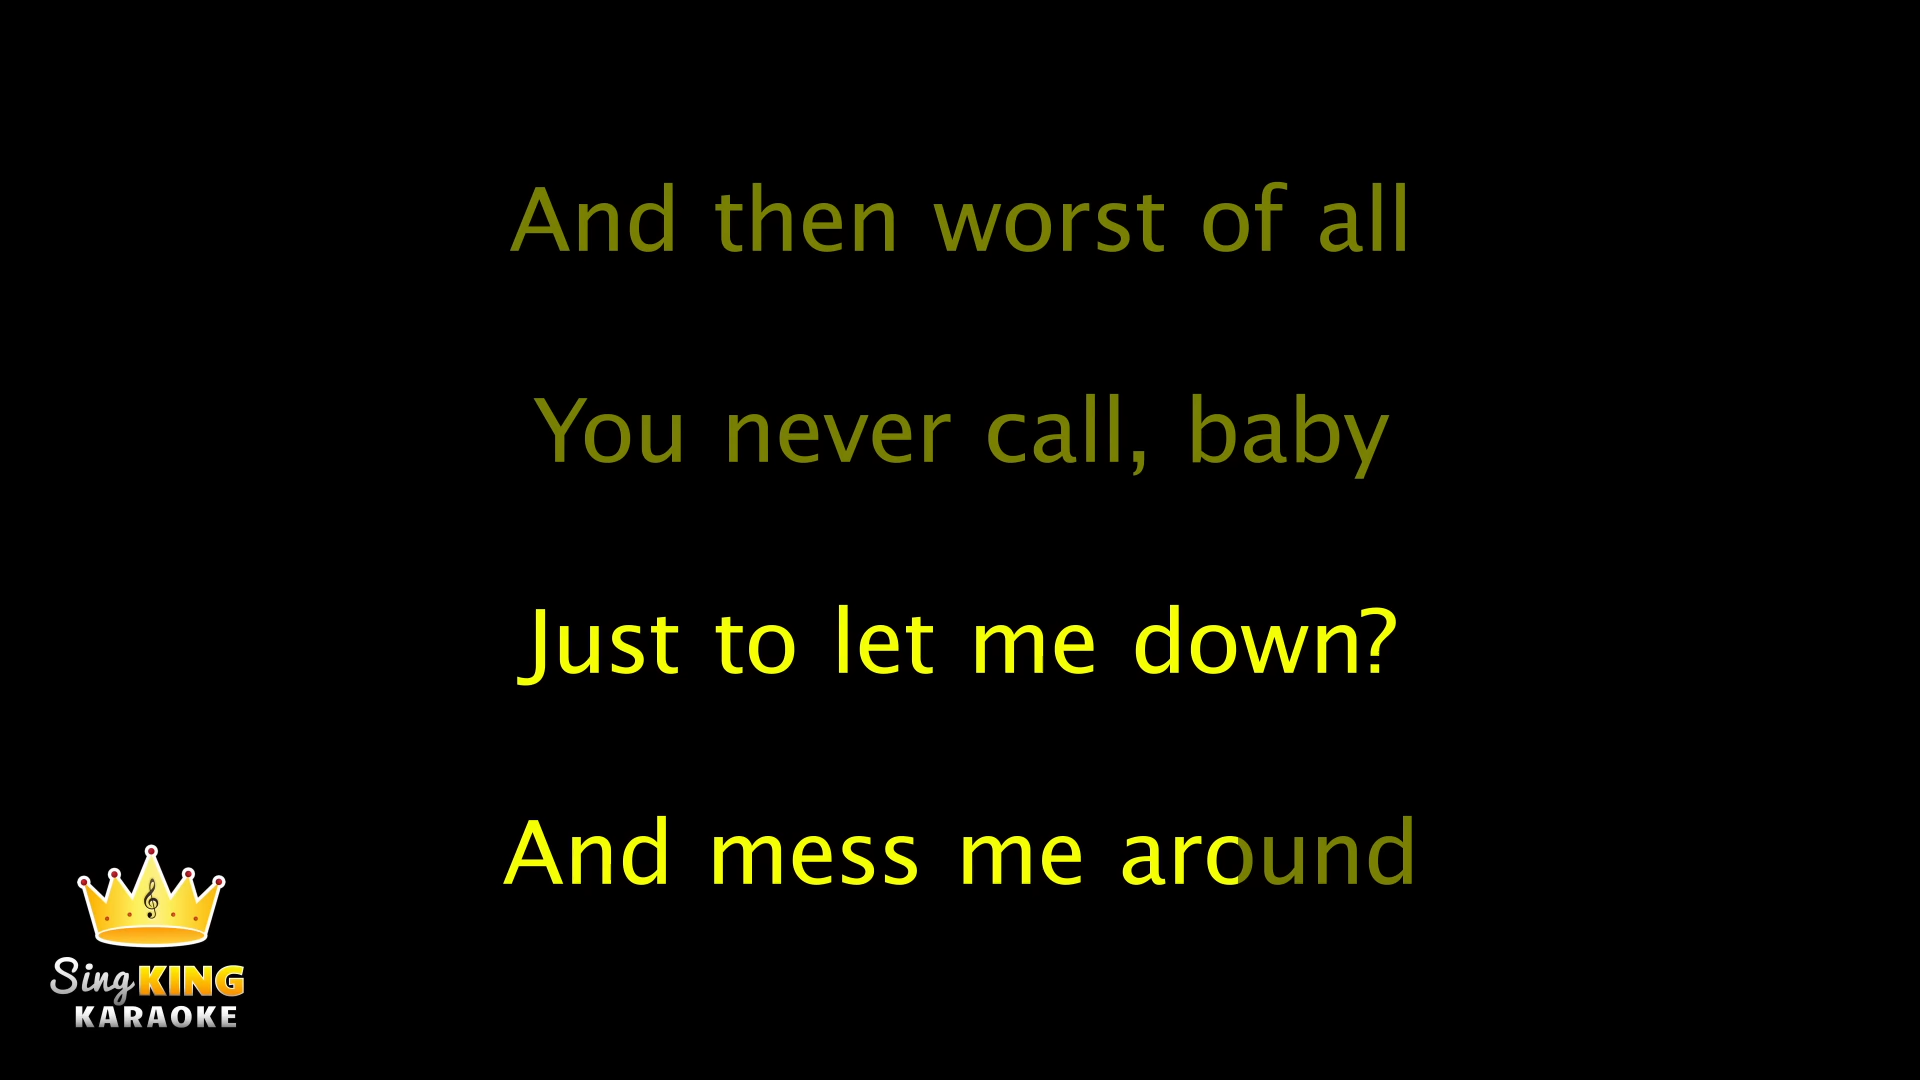 And then worst of all
You never call, baby
Just to let me down?
And mess me around
Sing KING
KARAOKE